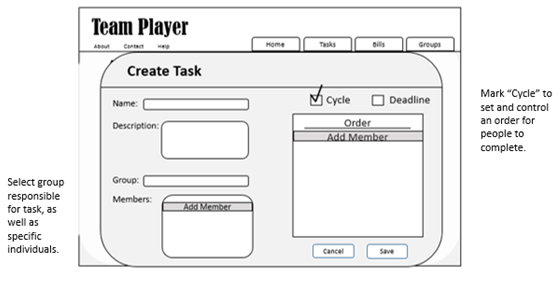 Team Player
About Contact Help
Home Tasks Bills Groups
Create Task
Name:
Description:
Group:
Members:
Add Member
Cycle Deadline
Order
Add Member
Cancel Save
Mark “Cycle” to
set and control
an order for
people to
complete.
Select group
responsible
for task, as
well as
specific
individuals.